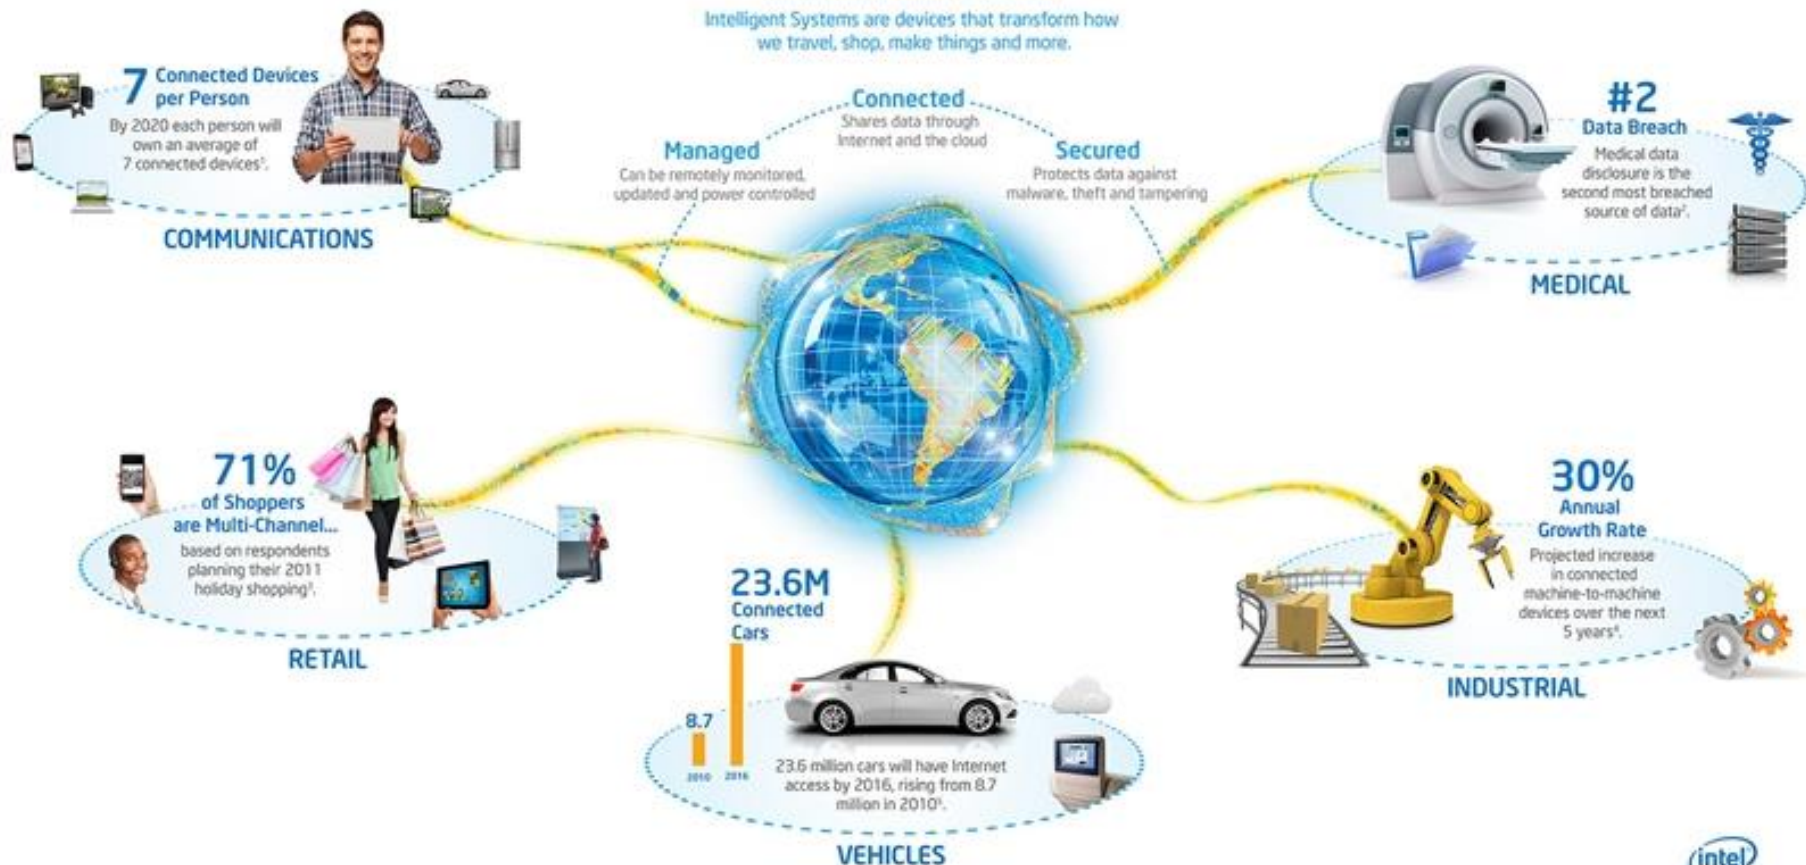 Intelligent Systems are devices that transform how
we travel, shop, make things and more.
Connected
Shares data through
Internet and the cloud
Managed
Can be remotely monitored,
updated and power controlled
Secured
Protects data against
malware, theft and tampering
7 Connected Devices
per Person
By 2020 each person will
own an average of
7 connected devices¹.
COMMUNICATIONS
#2
Data Breach
Medical data
disclosure is the
second most breached
source of data².
MEDICAL
71%
of Shoppers
are Multi-Channel...
based on respondents
planning their 2011
holiday shopping³.
RETAIL
23.6M
Connected
Cars
8.7
2010 2016
23.6 million cars will have Internet
access by 2016, rising from 8.7
million in 2010⁵.
VEHICLES
30%
Annual
Growth Rate
Projected increase
in connected
machine-to-machine
devices over the next
5 years⁴.
INDUSTRIAL
intel